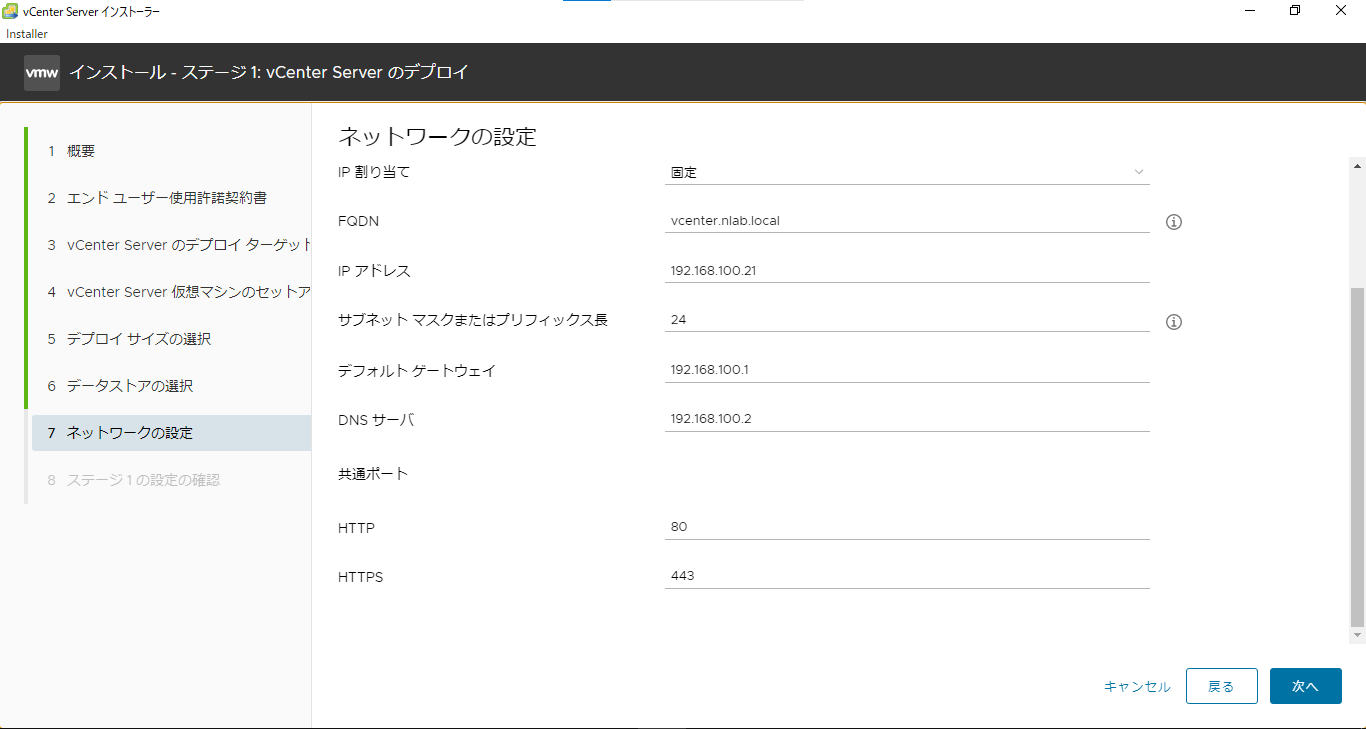 vCenter Server インストーラー
Installer
vmw インストール - ステージ 1: vCenter Server のデプロイ
1 概要
2 エンド ユーザー使用許諾契約書
3 vCenter Server のデプロイ ターゲット
4 vCenter Server 仮想マシンのセットア
5 デプロイ サイズの選択
6 データストアの選択
7 ネットワークの設定
8 ステージ 1 の設定の確認
ネットワークの設定
IP 割り当て 固定
FQDN vcenter.nlab.local
IP アドレス 192.168.100.21
サブネット マスクまたはプリフィックス長 24
デフォルト ゲートウェイ 192.168.100.1
DNS サーバ 192.168.100.2
共通ポート
HTTP 80
HTTPS 443
キャンセル 戻る 次へ